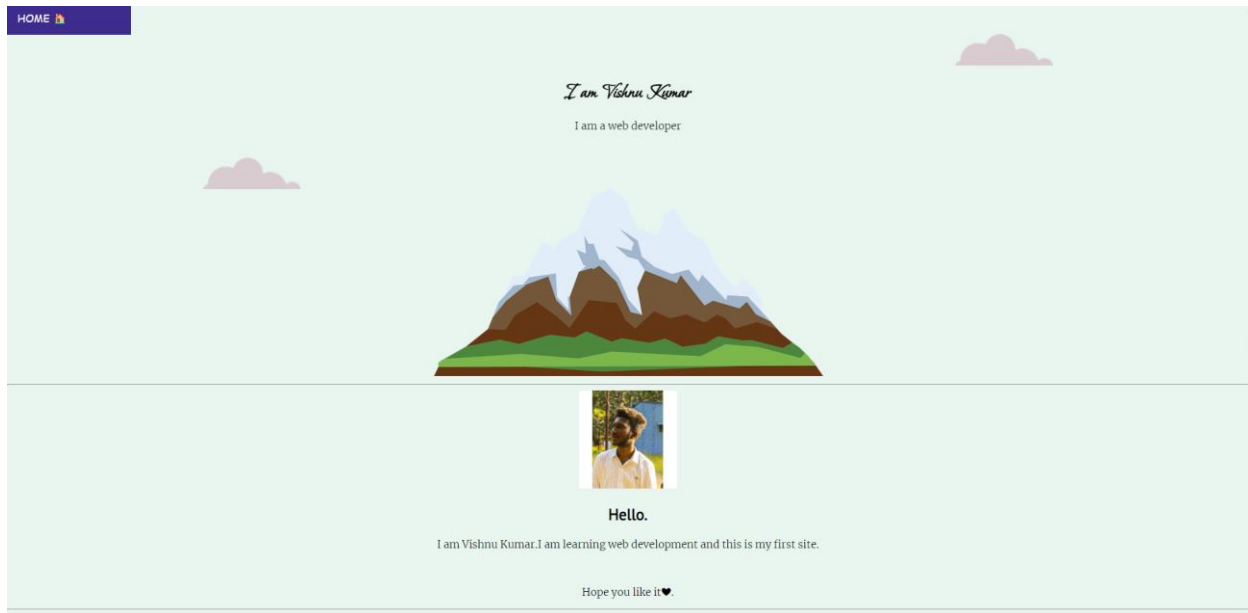 HOME 🏠
I am Vishnu Kumar
I am a web developer
Hello.
I am Vishnu Kumar.I am learning web development and this is my first site.
Hope you like it♥.